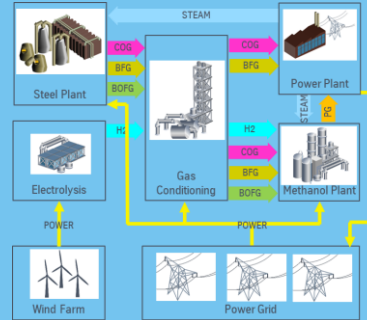 STEAM
COG
COG
BFG
BFG
BOFG
Steel Plant
Power Plant
STEAM
PG
H2
H2
COG
BFG
BOFG
Electrolysis
Gas
Conditioning
Methanol Plant
POWER
POWER
Wind Farm
Power Grid